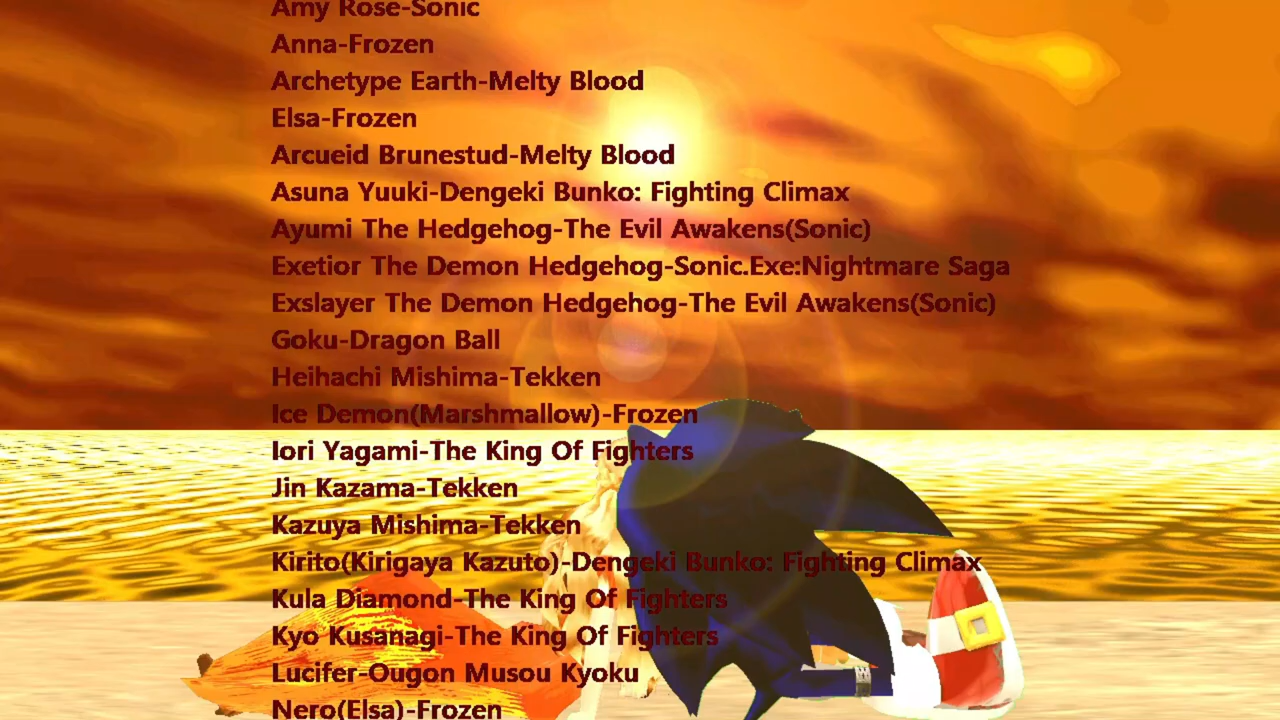 Amy Rose-Sonic
Anna-Frozen
Archetype Earth-Melty Blood
Elsa-Frozen
Arcueid Brunestud-Melty Blood
Asuna Yuuki-Dengeki Bunko: Fighting Climax
Ayumi The Hedgehog-The Evil Awakens(Sonic)
Exetior The Demon Hedgehog-Sonic.Exe:Nightmare Saga
Exslayer The Demon Hedgehog-The Evil Awakens(Sonic)
Goku-Dragon Ball
Heihachi Mishima-Tekken
Ice Demon(Marshmallow)-Frozen
Iori Yagami-The King Of Fighters
Jin Kazama-Tekken
Kazuya Mishima-Tekken
Kirito(Kirigaya Kazuto)-Dengeki Bunko: Fighting Climax
Kula Diamond-The King Of Fighters
Kyo Kusanagi-The King Of Fighters
Lucifer-Ougon Musou Kyoku
Nero(Elsa)-Frozen